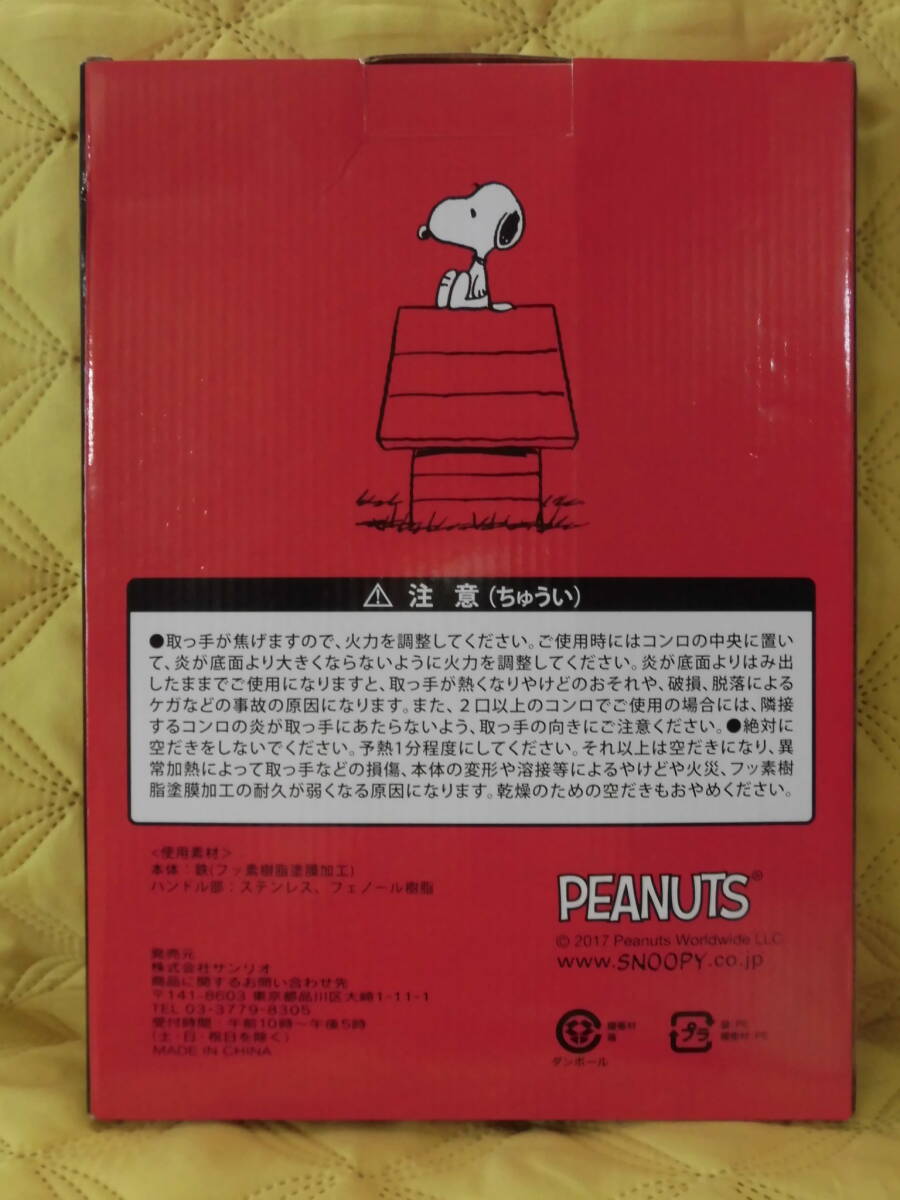 ⚠ 注 意 (ちゅうい)
●取っ手が焦げますので、火力を調整してください。ご使用時にはコンロの中央に置い
て、炎が底面より大きくならないように火力を調整してください。炎が底面よりはみ出
したままでご使用になりますと、取っ手が熱くなりやけどのおそれや、破損、脱落による
ケガなどの事故の原因になります。また、2口以上のコンロでご使用の場合には、隣接
するコンロの炎が取っ手にあたらないよう、取っ手の向きにご注意ください。●絶対に
空だきをしないでください。予熱1分程度にしてください。それ以上は空だきになり、異
常加熱によって取っ手などの損傷、本体の変形や溶接等によるやけどや火災、フッ素樹
脂塗膜加工の耐久が弱くなる原因になります。乾燥のための空だきもおやめください。
<使用素材>
本体：鉄(フッ素樹脂塗膜加工)
ハンドル部：ステンレス、フェノール樹脂
発売元
株式会社サンリオ
商品に関するお問い合わせ先
〒141-8603 東京都品川区大崎1-11-1
TEL 03-3779-8305
受付時間：午前10時～午後5時
(土・日・祝日を除く)
MADE IN CHINA
PEANUTS®
© 2017 Peanuts Worldwide LLC
www.SNOOPY.co.jp
緩衝材
箱
ダンボール
プラ
袋：PE
緩衝材：PE